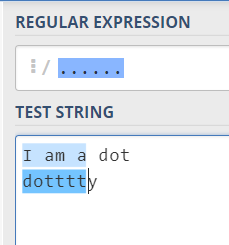 REGULAR EXPRESSION
/ ......
TEST STRING
I am a dot
dotttty